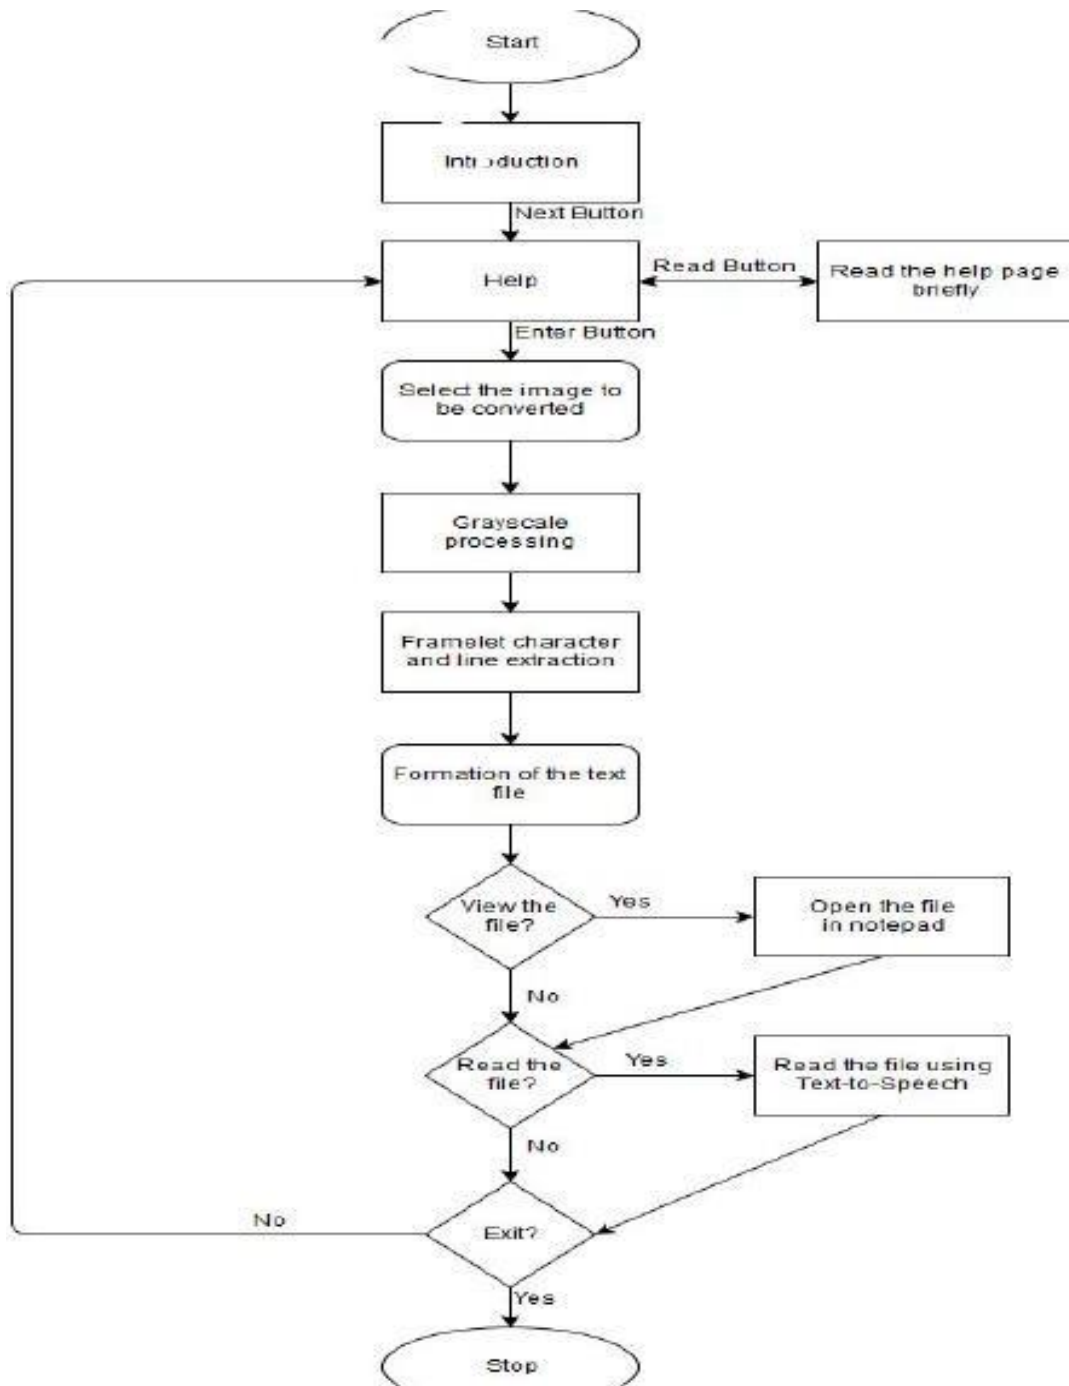 Start
Introduction
Next Button
Help
Read Button
Read the help page
briefly
Enter Button
Select the image to
be converted
Grayscale
processing
Framelet character
and line extraction
Formation of the text
file
View the
file?
Yes
Open the file
in notepad
No
Read the
file?
Yes
Read the file using
Text-to-Speech
No
Exit?
No
Yes
Stop